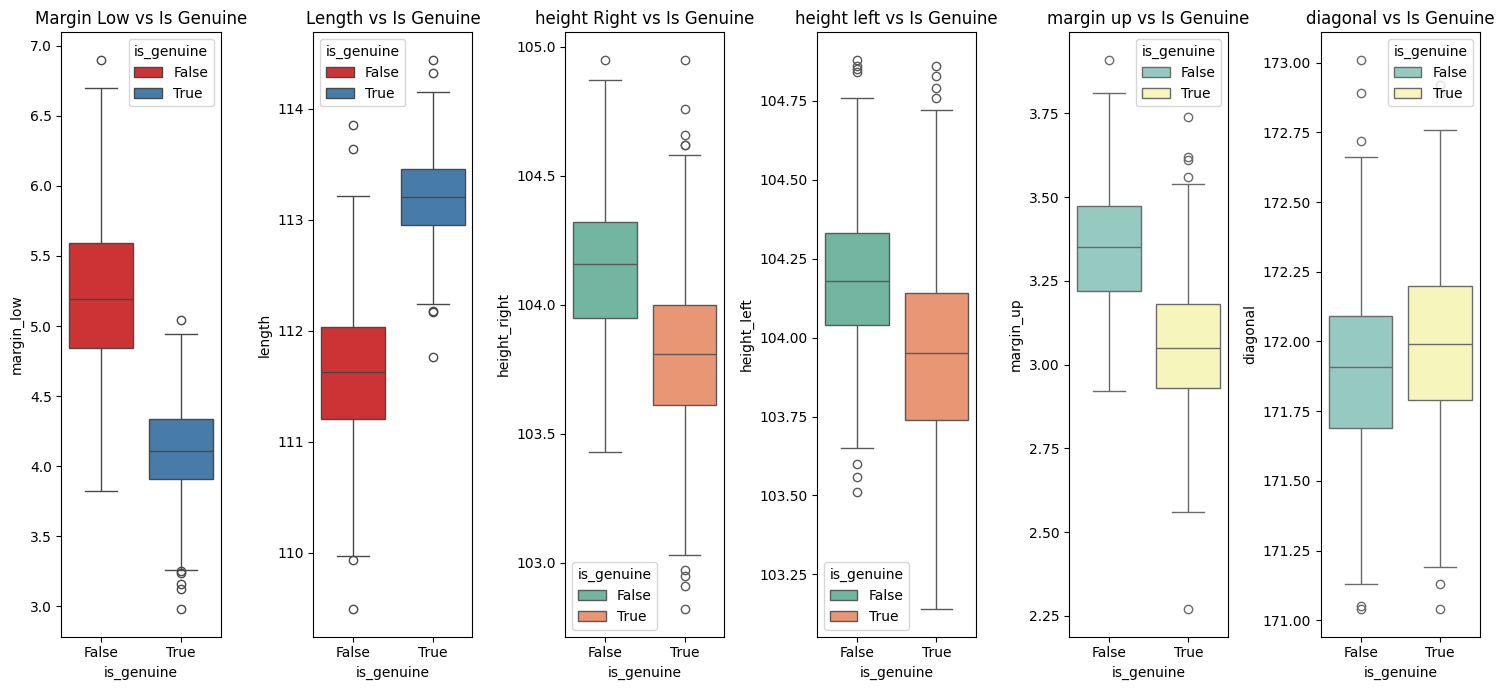 Margin Low vs Is Genuine
7.0
6.5
6.0
5.5
5.0
4.5
4.0
3.5
3.0
margin_low
is_genuine
False
True
False True
is_genuine
Length vs Is Genuine
114
113
112
111
110
length
is_genuine
False
True
False True
is_genuine
height Right vs Is Genuine
105.0
104.5
104.0
103.5
103.0
height_right
is_genuine
False
True
False True
is_genuine
height left vs Is Genuine
104.75
104.50
104.25
104.00
103.75
103.50
103.25
height_left
is_genuine
False
True
False True
is_genuine
margin up vs Is Genuine
3.75
3.50
3.25
3.00
2.75
2.50
2.25
margin_up
is_genuine
False
True
False True
is_genuine
diagonal vs Is Genuine
173.00
172.75
172.50
172.25
172.00
171.75
171.50
171.25
171.00
diagonal
is_genuine
False
True
False True
is_genuine